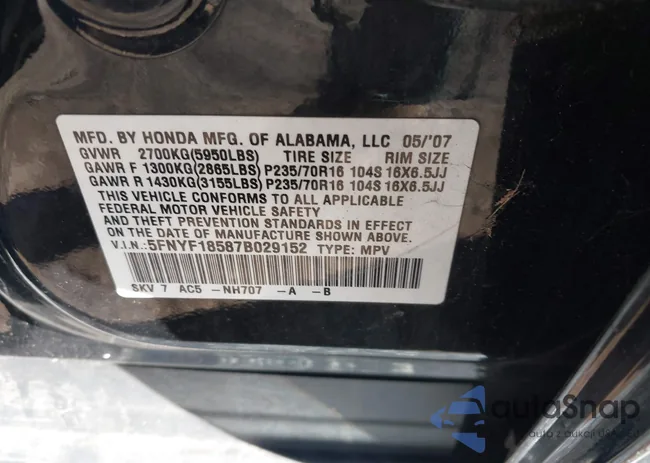 MFD. BY HONDA MFG. OF ALABAMA, LLC 05/'07
GVWR 2700KG(5950LBS) TIRE SIZE RIM SIZE
GAWR F 1300KG(2865LBS) P235/70R16 104S 16X6.5JJ
GAWR R 1430KG(3155LBS) P235/70R16 104S 16X6.5JJ
THIS VEHICLE CONFORMS TO ALL APPLICABLE
FEDERAL MOTOR VEHICLE SAFETY
AND THEFT PREVENTION STANDARDS IN EFFECT
ON THE DATE OF MANUFACTURE SHOWN ABOVE.
V.I.N.:5FNYF18587B029152 TYPE: MPV
SKV 7 AC5 -NH707 -A -B
autoSnap